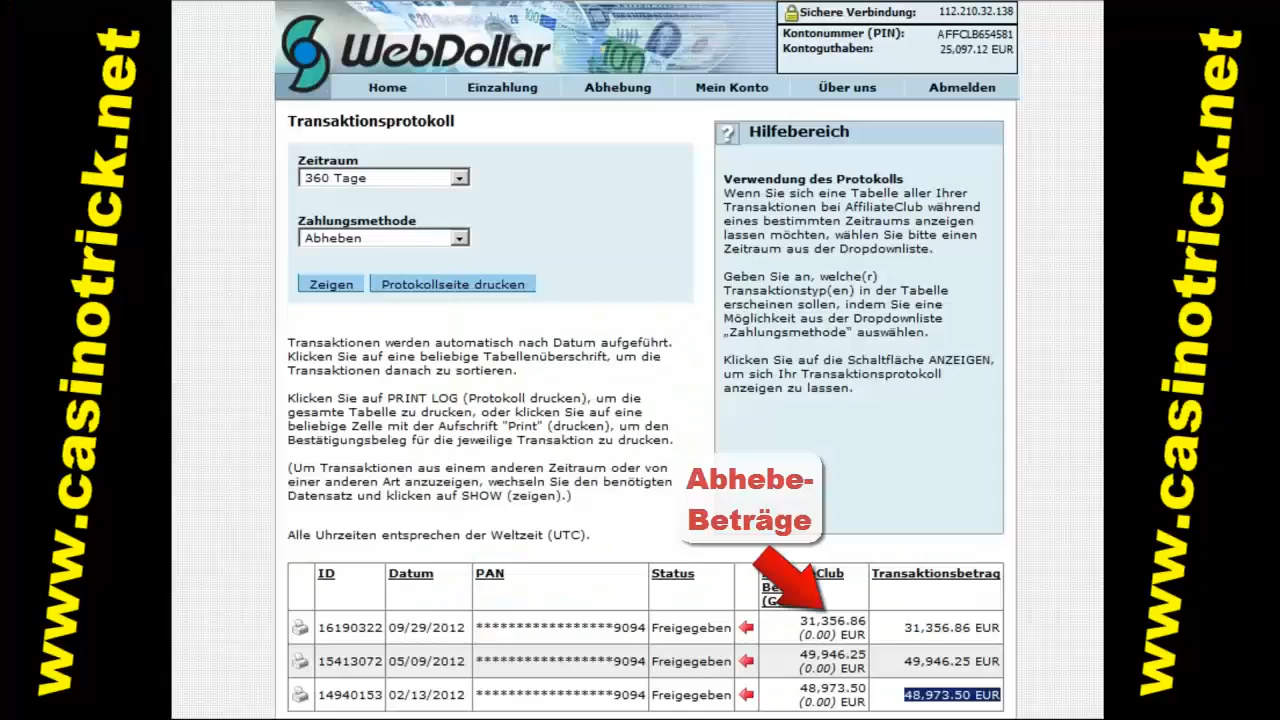 www.casinotrick.net
WebDollar
Sichere Verbindung: 112.210.32.138
Kontonummer (PIN): AFFCLB654581
Kontoguthaben: 25,097.12 EUR
Home Einzahlung Abhebung Mein Konto Über uns Abmelden
Transaktionsprotokoll
Zeitraum
360 Tage
Zahlungsmethode
Abheben
Zeigen Protokollseite drucken
? Hilfebereich
Verwendung des Protokolls
Wenn Sie sich eine Tabelle aller Ihrer
Transaktionen bei AffiliateClub während
eines bestimmten Zeitraums anzeigen
lassen möchten, wählen Sie bitte einen
Zeitraum aus der Dropdownliste.
Geben Sie an, welche(r)
Transaktionstyp(en) in der Tabelle
erscheinen sollen, indem Sie eine
Möglichkeit aus der Dropdownliste
„Zahlungsmethode" auswählen.
Klicken Sie auf die Schaltfläche ANZEIGEN,
um sich Ihr Transaktionsprotokoll
anzeigen zu lassen.
Transaktionen werden automatisch nach Datum aufgeführt.
Klicken Sie auf eine beliebige Tabellenüberschrift, um die
Transaktionen danach zu sortieren.
Klicken Sie auf PRINT LOG (Protokoll drucken), um die
gesamte Tabelle zu drucken, oder klicken Sie auf eine
beliebige Zelle mit der Aufschrift "Print" (drucken), um den
Bestätigungsbeleg für die jeweilige Transaktion zu drucken.
(Um Transaktionen aus einem anderen Zeitraum oder von
einer anderen Art anzuzeigen, wechseln Sie den benötigten
Datensatz und klicken auf SHOW (zeigen).)
Alle Uhrzeiten entsprechen der Weltzeit (UTC).
Abhebe-
Beträge
ID Datum PAN Status Club Transaktionsbetrag
16190322 09/29/2012 *****************9094 Freigegeben 31,356.86 31,356.86 EUR
(0.00) EUR
15413072 05/09/2012 *****************9094 Freigegeben 49,946.25 49,946.25 EUR
(0.00) EUR
14940153 02/13/2012 *****************9094 Freigegeben 48,973.50 48,973.50 EUR
(0.00) EUR
www.casinotrick.net